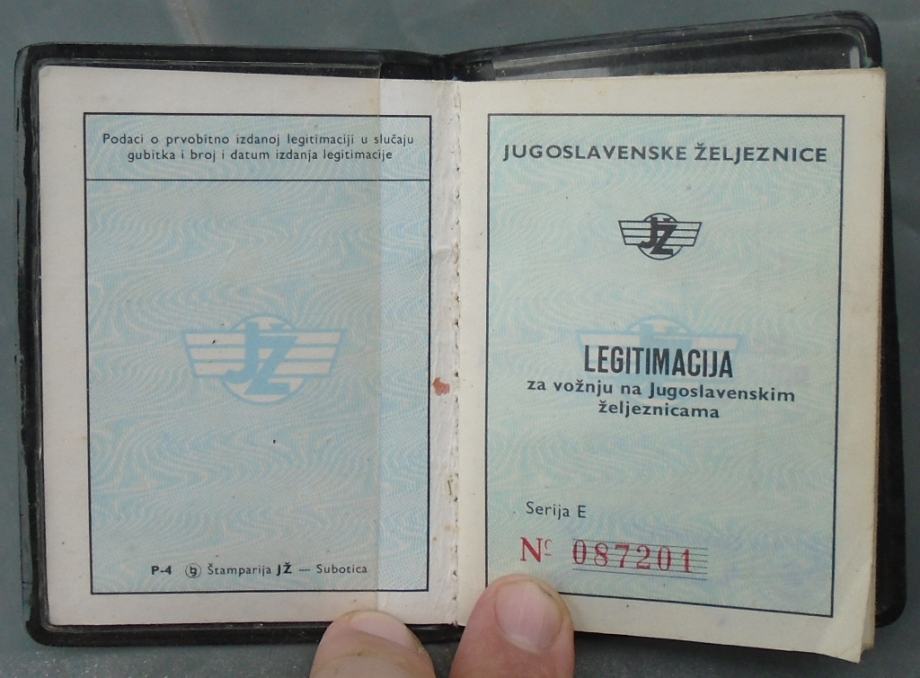 Podaci o prvobitno izdanoj legitimaciji u slučaju
gubitka i broj i datum izdanja legitimacije
JŽ
P-4 Štamparija JŽ — Subotica
JUGOSLAVENSKE ŽELJEZNICE
JŽ
LEGITIMACIJA
za vožnju na Jugoslavenskim
željeznicama
Serija E
Nº 087201